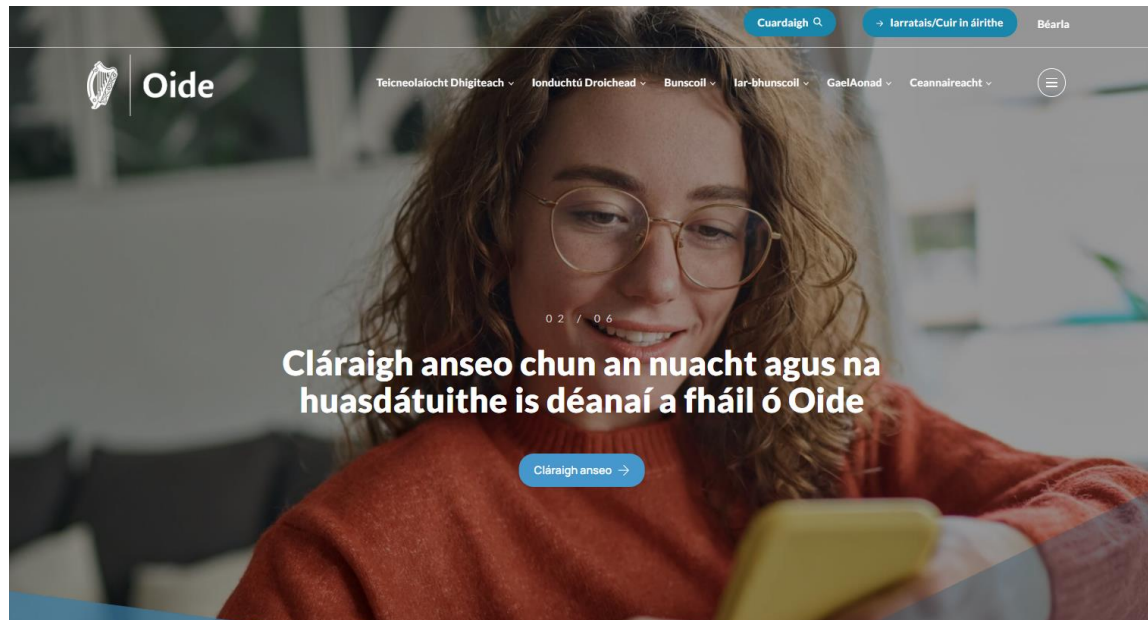 Cuardaigh
→ Iarratais/Cuir in áirithe
Béarla
Oide
Teicneolaíocht Dhigiteach
Ionduchtú Droichead
Bunscoil
Iar-bhunscoil
GaelAonad
Ceannaireacht
02 / 06
Cláraigh anseo chun an nuacht agus na
huasdátuithe is déanaí a fháil ó Oide
Cláraigh anseo →